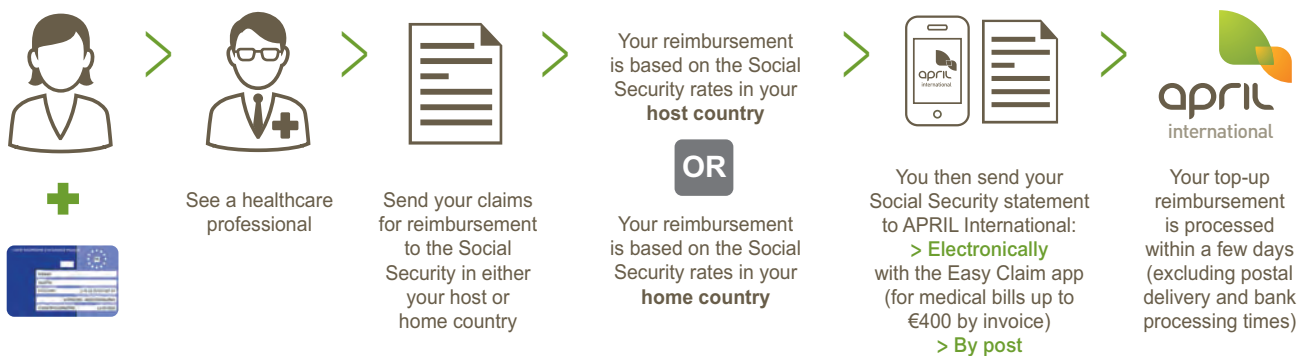 See a healthcare
professional
Send your claims
for reimbursement
to the Social
Security in either
your host or
home country
Your reimbursement
is based on the Social
Security rates in your
host country
OR
Your reimbursement
is based on the Social
Security rates in your
home country
april
international
You then send your
Social Security statement
to APRIL International:
> Electronically
with the Easy Claim app
(for medical bills up to
€400 by invoice)
> By post
april
international
Your top-up
reimbursement
is processed
within a few days
(excluding postal
delivery and bank
processing times)